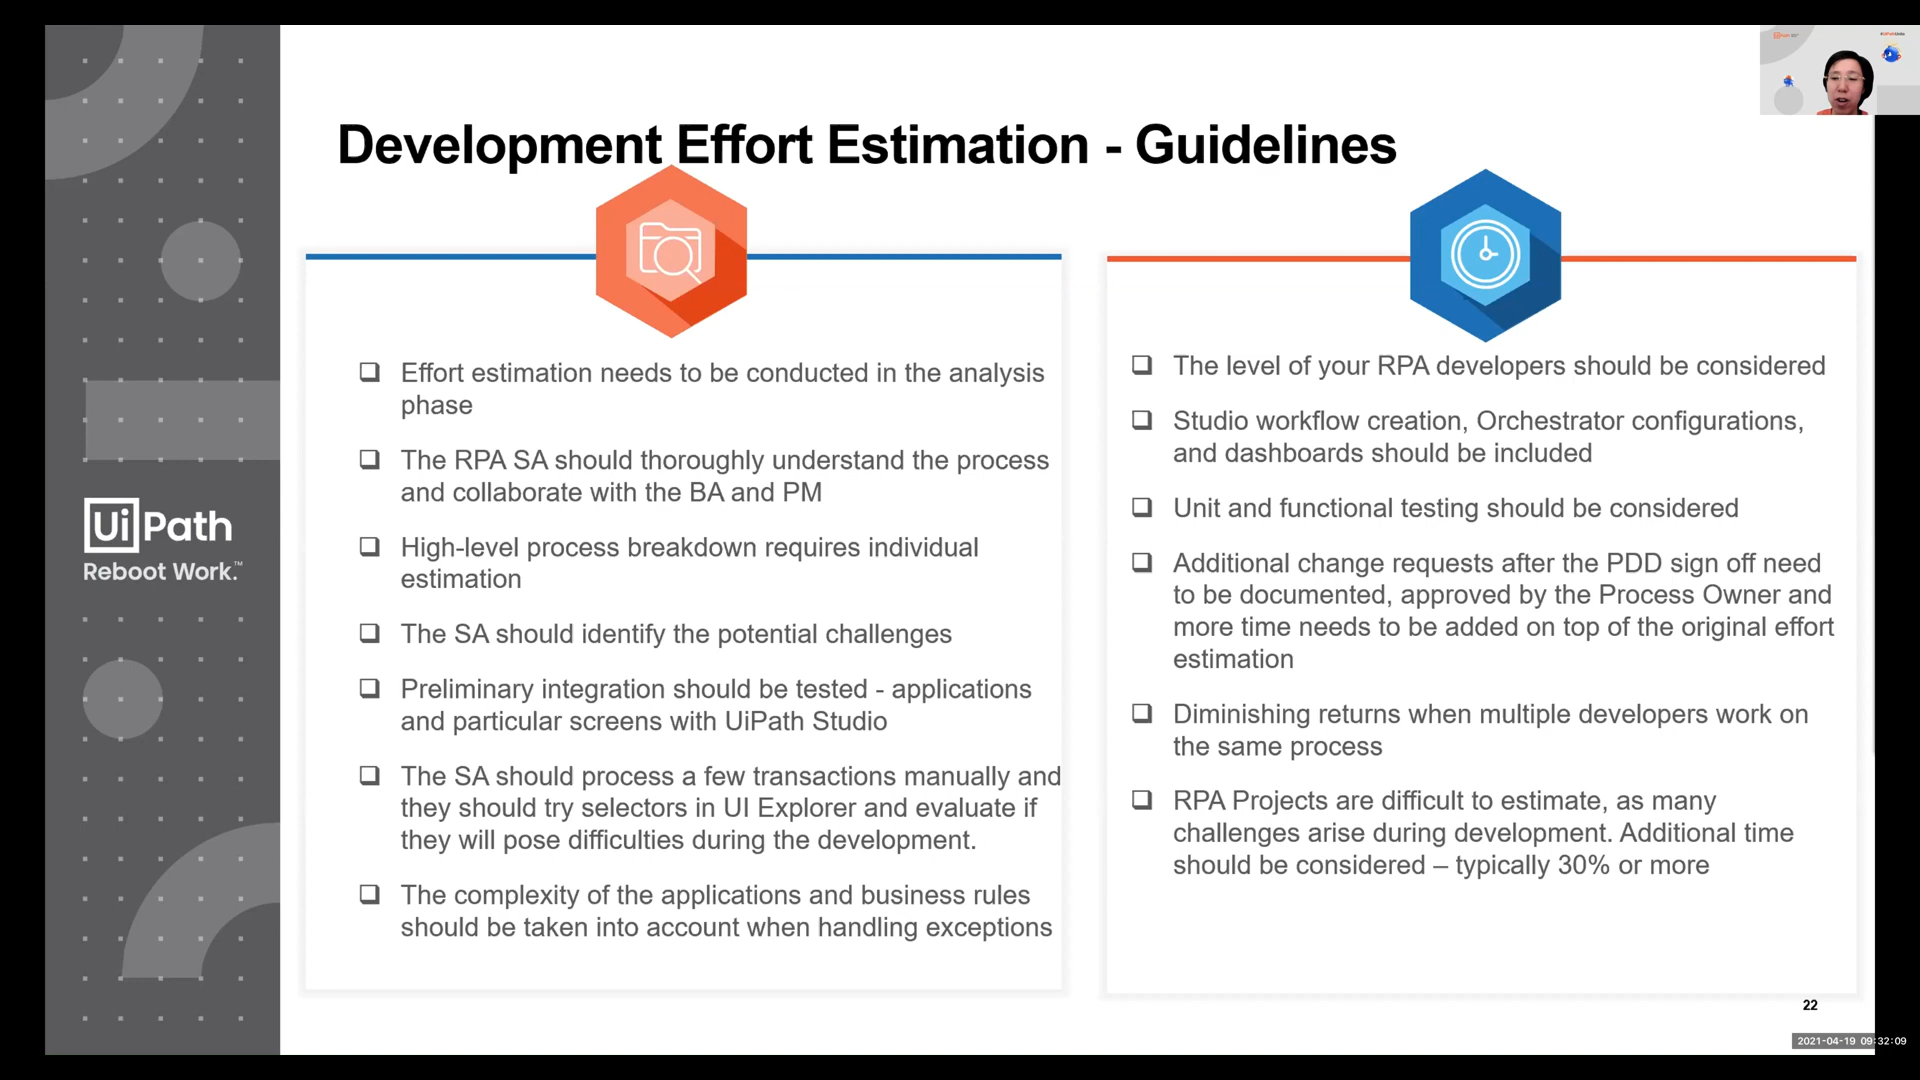 Development Effort Estimation - Guidelines
Effort estimation needs to be conducted in the analysis
phase
The RPA SA should thoroughly understand the process
and collaborate with the BA and PM
High-level process breakdown requires individual
estimation
The SA should identify the potential challenges
Preliminary integration should be tested - applications
and particular screens with UiPath Studio
The SA should process a few transactions manually and
they should try selectors in UI Explorer and evaluate if
they will pose difficulties during the development.
The complexity of the applications and business rules
should be taken into account when handling exceptions
The level of your RPA developers should be considered
Studio workflow creation, Orchestrator configurations,
and dashboards should be included
Unit and functional testing should be considered
Additional change requests after the PDD sign off need
to be documented, approved by the Process Owner and
more time needs to be added on top of the original effort
estimation
Diminishing returns when multiple developers work on
the same process
RPA Projects are difficult to estimate, as many
challenges arise during development. Additional time
should be considered – typically 30% or more
UiPath
Reboot Work.™
22
2021-04-19 09:32:09